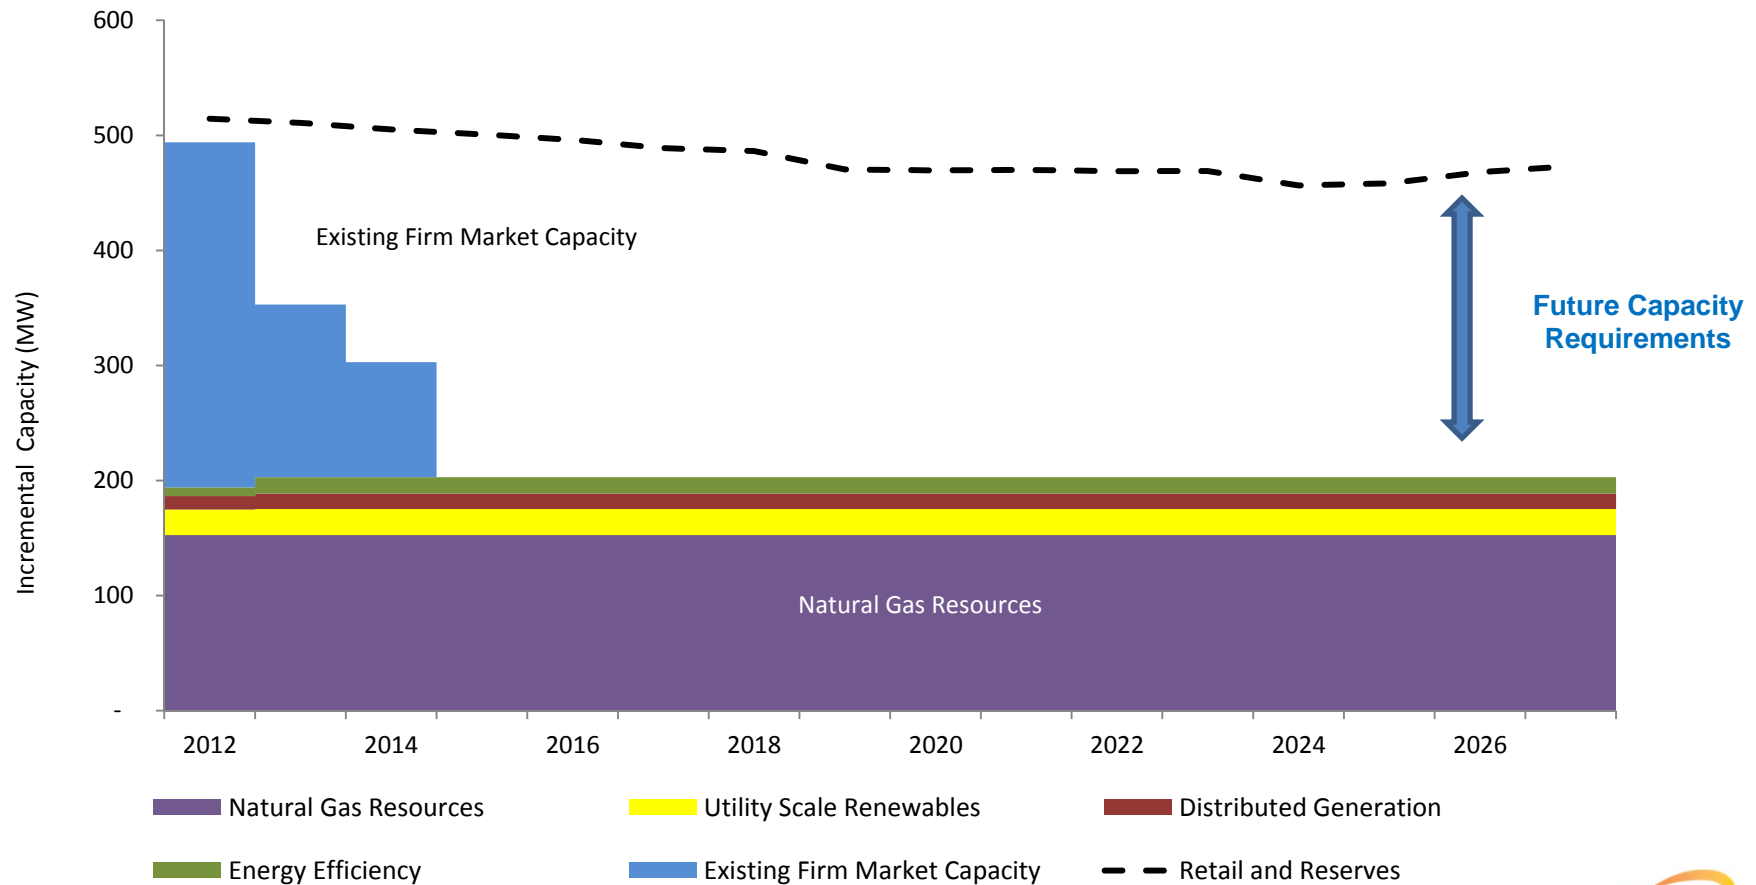 600
500
400
300
200
100
-
Incremental Capacity (MW)
Existing Firm Market Capacity
Future Capacity
Requirements
Natural Gas Resources
2012 2014 2016 2018 2020 2022 2024 2026
Natural Gas Resources Utility Scale Renewables Distributed Generation
Energy Efficiency Existing Firm Market Capacity Retail and Reserves